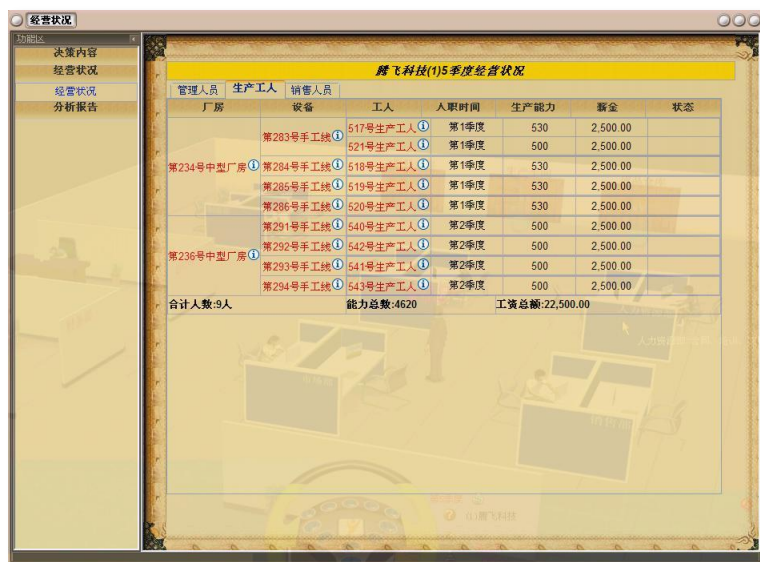 经营状况
功能区
决策内容
经营状况
经营状况
分析报告
腾飞科技(1)5季度经营状况
管理人员 生产工人 销售人员
厂房 设备 工人 入职时间 生产能力 薪金 状态
第234号中型厂房 第283号手工线 517号生产工人 第1季度 530 2,500.00
521号生产工人 第1季度 500 2,500.00
第284号手工线 518号生产工人 第1季度 530 2,500.00
第285号手工线 519号生产工人 第1季度 530 2,500.00
第286号手工线 520号生产工人 第1季度 530 2,500.00
第236号中型厂房 第291号手工线 540号生产工人 第2季度 500 2,500.00
第292号手工线 542号生产工人 第2季度 500 2,500.00
第293号手工线 541号生产工人 第2季度 500 2,500.00
第294号手工线 543号生产工人 第2季度 500 2,500.00
合计人数:9人 能力总数:4620 工资总额:22,500.00
市场部
销售部
(1)腾飞科技